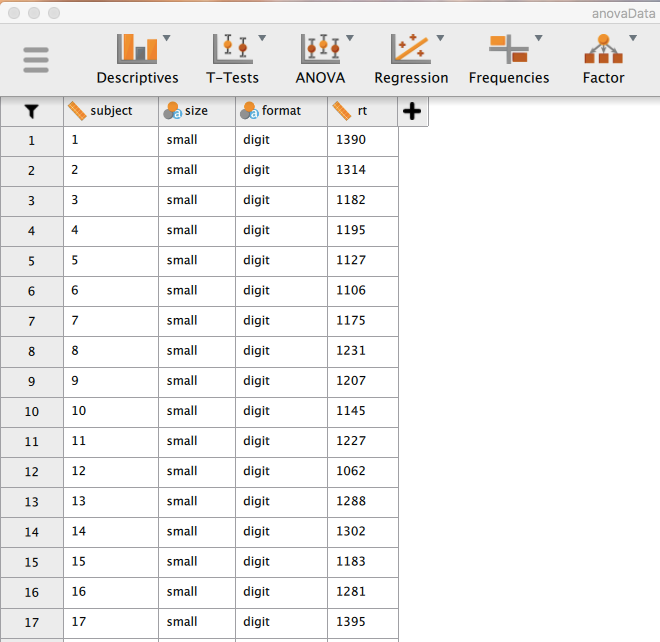 anovaData
Descriptives T-Tests ANOVA Regression Frequencies Factor
subject a size a format rt
1 1 small digit 1390
2 2 small digit 1314
3 3 small digit 1182
4 4 small digit 1195
5 5 small digit 1127
6 6 small digit 1106
7 7 small digit 1175
8 8 small digit 1231
9 9 small digit 1207
10 10 small digit 1145
11 11 small digit 1227
12 12 small digit 1062
13 13 small digit 1288
14 14 small digit 1302
15 15 small digit 1183
16 16 small digit 1281
17 17 small digit 1395